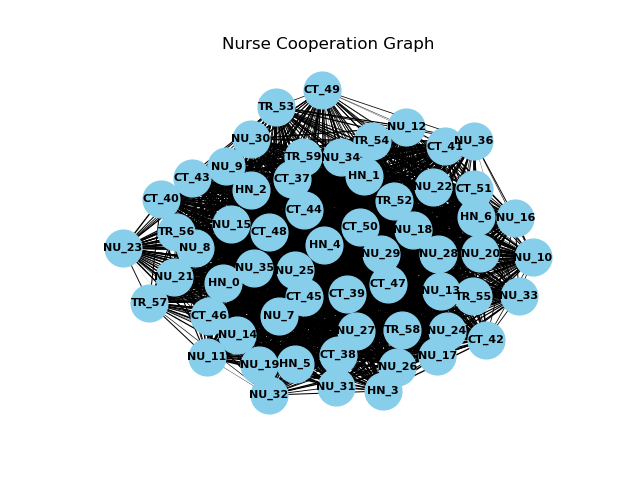 Nurse Cooperation Graph
CT_49
TR_53
NU_12
NU_30
TR_54
NU_36
CT_41
TR_59
NU_34
NU_9
HN_1
CT_43
CT_37
NU_22
HN_2
CT_51
CT_40
TR_52
CT_44
HN_6
NU_16
NU_15
CT_50
NU_18
TR_56
CT_48
HN_4
NU_23
NU_8
NU_29
NU_28
NU_20
NU_10
NU_35
NU_25
NU_21
HN_0
CT_47
NU_13
CT_39
CT_45
TR_55
NU_33
TR_57
CT_46
NU_7
NU_27
TR_58
NU_24
NU_14
CT_42
NU_11
CT_38
NU_17
NU_19
HN_5
NU_26
NU_31
HN_3
NU_32